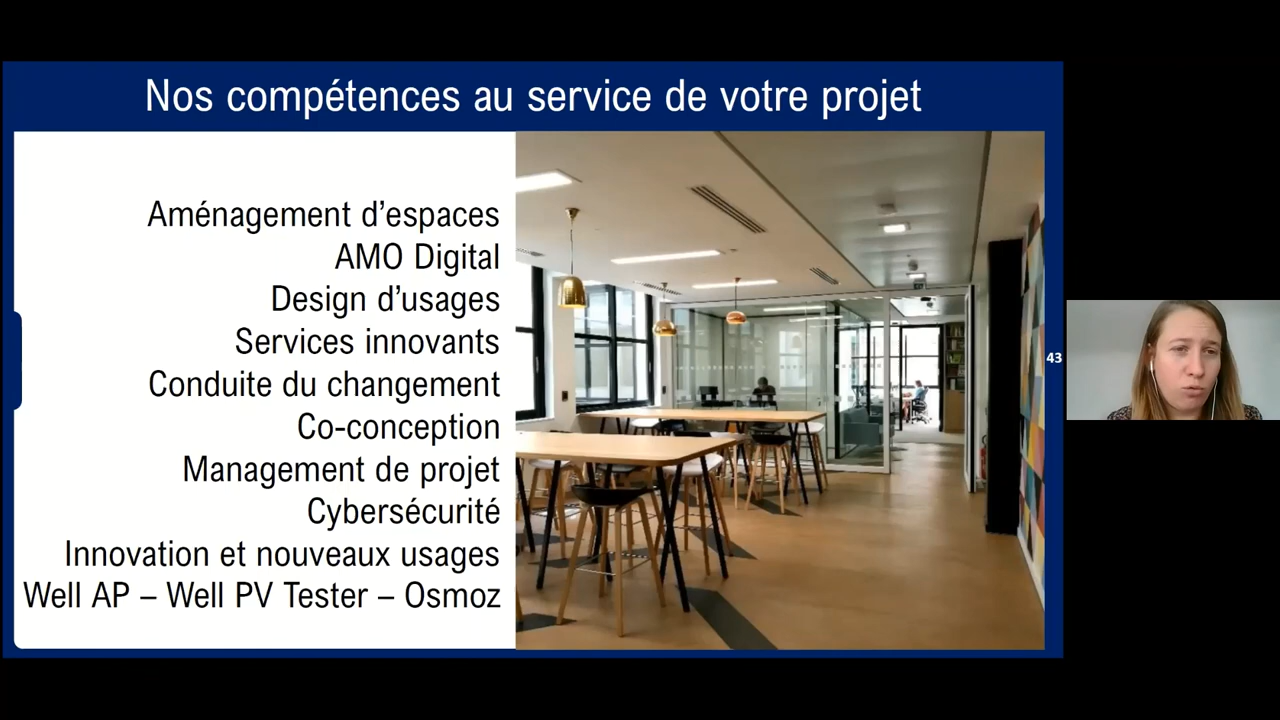 Nos compétences au service de votre projet
Aménagement d’espaces
AMO Digital
Design d’usages
Services innovants
Conduite du changement
Co-conception
Management de projet
Cybersécurité
Innovation et nouveaux usages
Well AP – Well PV Tester – Osmoz
43